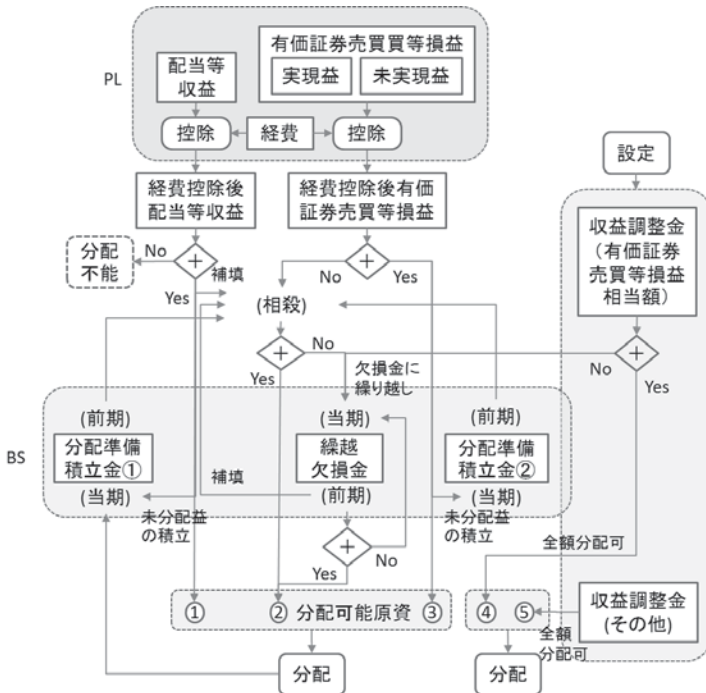 有価証券売買買等損益
配当等
収益
実現益
未実現益
PL
控除
経費
控除
設定
経費控除後
配当等収益
経費控除後有価
証券売買等損益
収益調整金
(有価証券
売買等損益
相当額)
分配
不能
No
補填
No
Yes
Yes
(相殺)
No
No
Yes
欠損金に
繰り越し
Yes
(前期)
(当期)
(前期)
BS
分配準備
積立金①
繰越
欠損金
分配準備
積立金②
(当期)
補填
(前期)
(当期)
未分配益
の積立
未分配益
の積立
No
Yes
全額分配可
① ② 分配可能原資 ③
④ ⑤
収益調整金
(その他)
全額
分配可
分配
分配